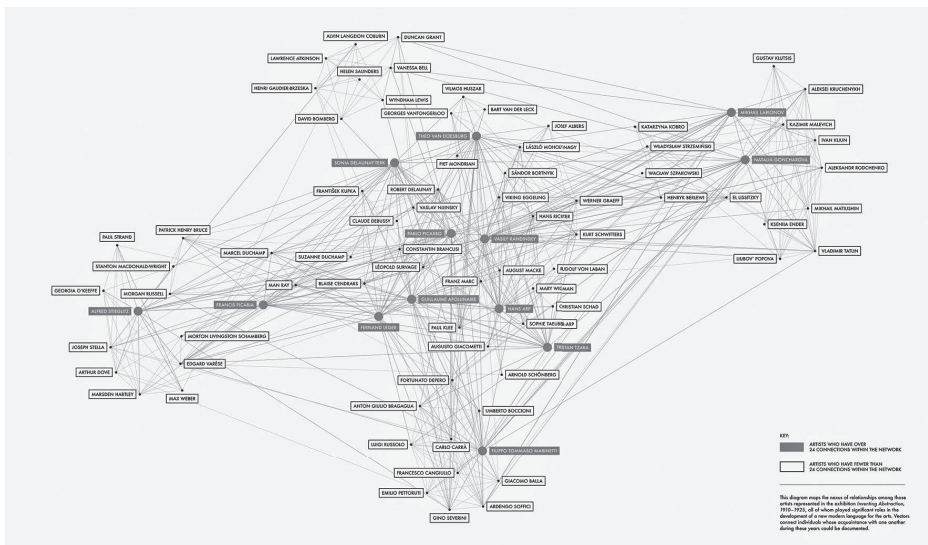 ALVIN LANGDON COBURN
DUNCAN GRANT
LAWRENCE ATKINSON
HELEN SAUNDERS
VANESSA BELL
GUSTAV KLUTSIS
HENRI GAUDIER-BRZESKA
VILMOS HUSZAR
ALEKSEI KRUCHENYKH
WYNDHAM LEWIS
GEORGES VANTONGERLOO
BART VAN DER LECK
MIKHAIL LARIONOV
DAVID BOMBERG
JOSEF ALBERS
KATARZYNA KOBRO
KAZIMIR MALEVICH
THEO VAN DOESBURG
IVAN KLIUN
LÁSZLÓ MOHOLY-NAGY
WŁADYSŁAW STRZEMIŃSKI
SONIA DELAUNAY-TERK
PIET MONDRIAN
NATALIA GONCHAROVA
ALEKSANDR RODCHENKO
SÁNDOR BORTNYIK
WACŁAW SZPAKOWSKI
FRANTIŠEK KUPKA
ROBERT DELAUNAY
VIKING EGGELING
WERNER GRAEFF
HENRYK BERLEWI
EL LISSITZKY
VASLAV NIJINSKY
MIKHAIL MATIUSHIN
HANS RICHTER
CLAUDE DEBUSSY
KSENIIA ENDER
PATRICK HENRY BRUCE
PABLO PICASSO
VASILY KANDINSKY
KURT SCHWITTERS
PAUL STRAND
CONSTANTIN BRANCUSI
MARCEL DUCHAMP
SUZANNE DUCHAMP
LIUBOV' POPOVA
VLADIMIR TATLIN
STANTON MACDONALD-WRIGHT
LÉOPOLD SURVAGE
AUGUST MACKE
RUDOLF VON LABAN
MAN RAY
BLAISE CENDRARS
FRANZ MARC
MARY WIGMAN
GEORGIA O'KEEFFE
MORGAN RUSSELL
GUILLAUME APOLLINAIRE
FRANCIS PICABIA
CHRISTIAN SCHAD
ALFRED STIEGLITZ
HANS ARP
FERNAND LÉGER
PAUL KLEE
SOPHIE TAEUBER-ARP
MORTON LIVINGSTON SCHAMBERG
AUGUSTO GIACOMETTI
TRISTAN TZARA
JOSEPH STELLA
EDGARD VARÈSE
ARTHUR DOVE
FORTUNATO DEPERO
ARNOLD SCHÖNBERG
MARSDEN HARTLEY
MAX WEBER
ANTON GIULIO BRAGAGLIA
UMBERTO BOCCIONI
LUIGI RUSSOLO
CARLO CARRÀ
FILIPPO TOMMASO MARINETTI
FRANCESCO CANGIULLO
GIACOMO BALLA
EMILIO PETTORUTI
ARDENGO SOFFICI
GINO SEVERINI
KEY:
ARTISTS WHO HAVE OVER
24 CONNECTIONS WITHIN THE NETWORK
ARTISTS WHO HAVE FEWER THAN
24 CONNECTIONS WITHIN THE NETWORK
This diagram maps the nexus of relationships among those
artists represented in the exhibition Inventing Abstraction,
1910–1925, all of whom played significant roles in the
development of a new modern language for the arts. Vectors
connect individuals whose acquaintance with one another
during these years could be documented.